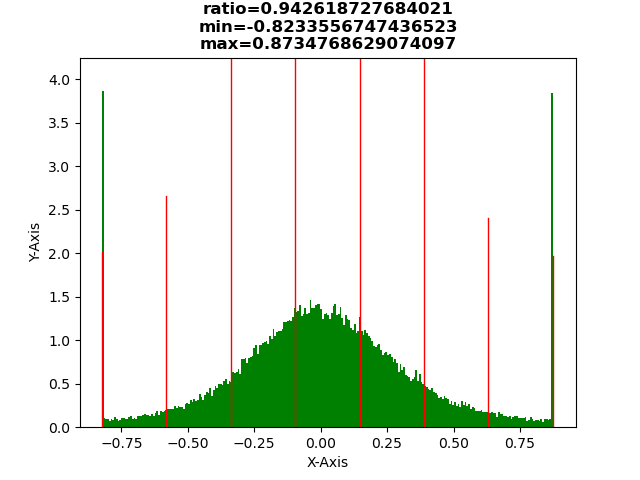 ratio=0.942618727684021
min=-0.8233556747436523
max=0.8734768629074097
4.0
3.5
3.0
2.5
2.0
1.5
1.0
0.5
0.0
Y-Axis
−0.75 −0.50 −0.25 0.00 0.25 0.50 0.75
X-Axis